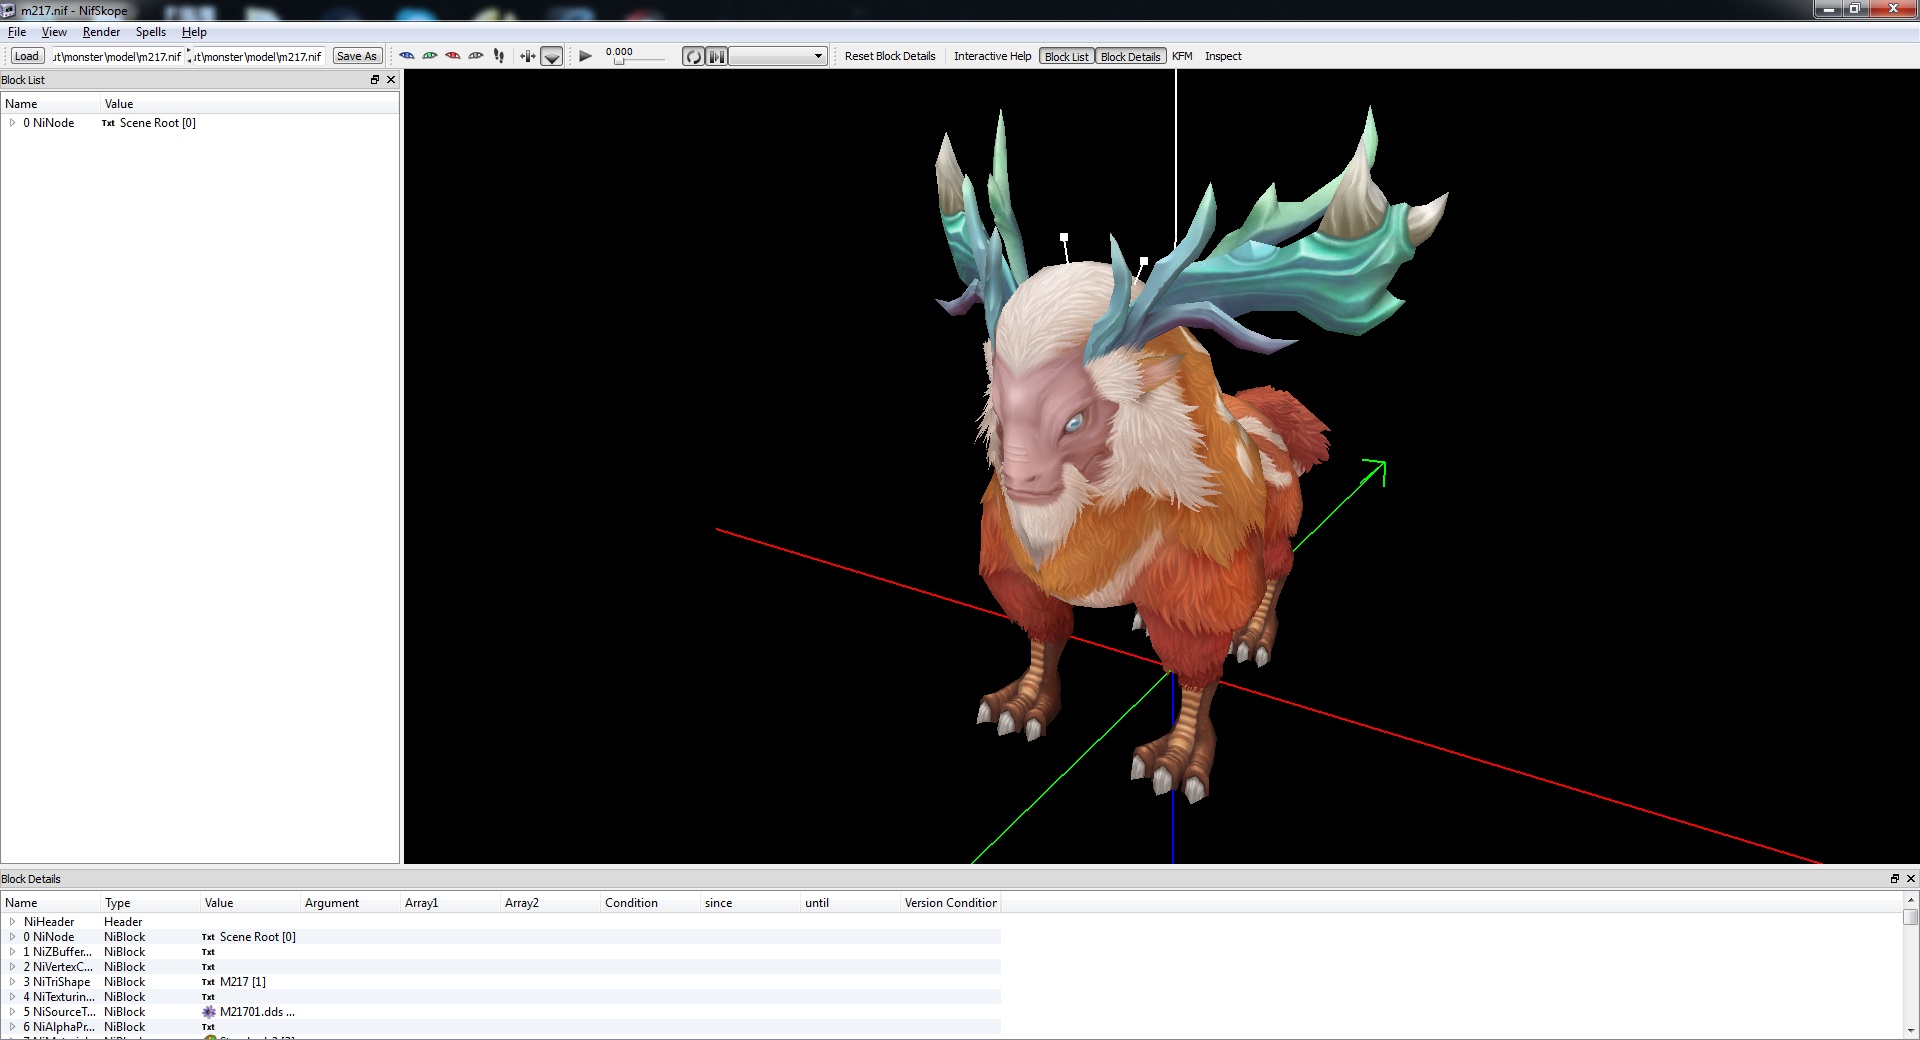 m217.nif - NifSkope
File View Render Spells Help
Load ut\monster\model\m217.nif ut\monster\model\m217.nif Save As 0.000 Reset Block Details Interactive Help Block List Block Details KFM Inspect
Block List
Name Value
0 NiNode Txt Scene Root [0]
Block Details
Name Type Value Argument Array1 Array2 Condition since until Version Condition
NiHeader Header
0 NiNode NiBlock Txt Scene Root [0]
1 NiZBuffer... NiBlock Txt
2 NiVertexC... NiBlock Txt
3 NiTriShape NiBlock Txt M217 [1]
4 NiTexturin... NiBlock Txt
5 NiSourceT... NiBlock M21701.dds ...
6 NiAlphaPr... NiBlock Txt